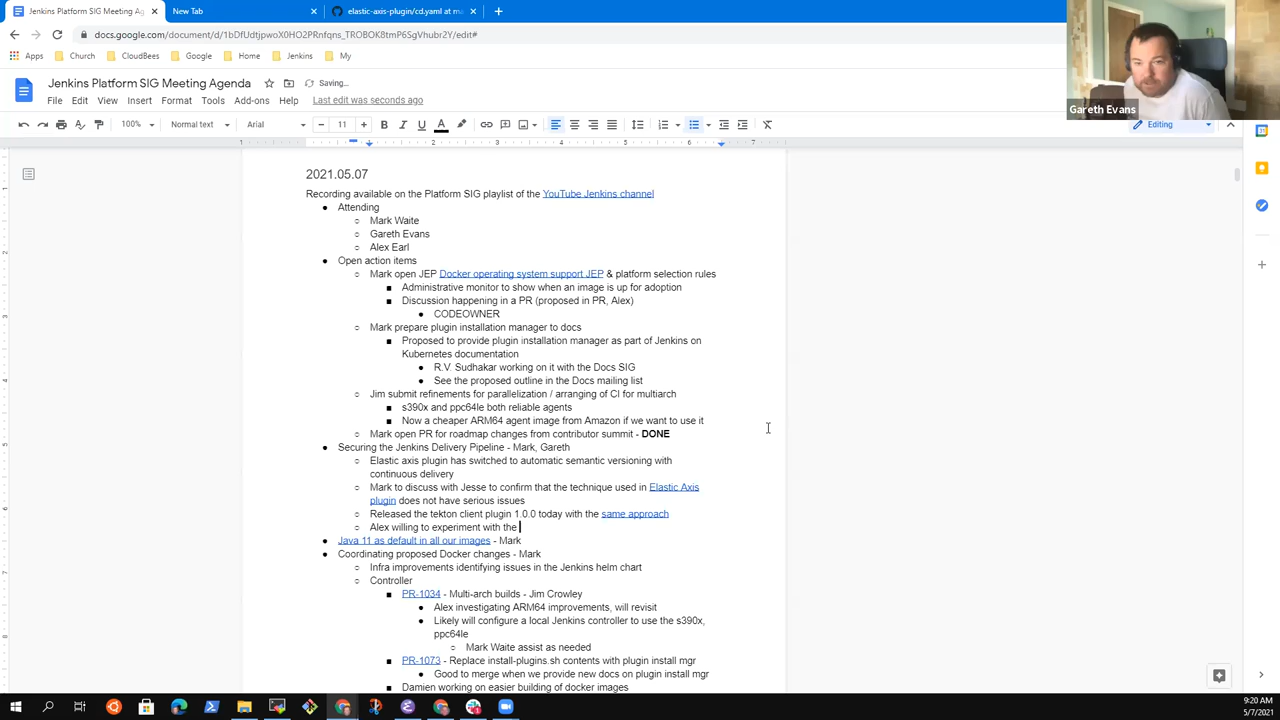 Jenkins Platform SIG Meeting Ag
New Tab
elastic-axis-plugin/cd.yaml at ma
docs.google.com/document/d/1bDfUdtjpwoX0HO2PRnfqns_TROBOK8tmP6SgVhubr2Y/edit#
Apps
Church
CloudBees
Google
Home
Jenkins
My
Jenkins Platform SIG Meeting Agenda
Saving...
File Edit View Insert Format Tools Add-ons Help
Last edit was seconds ago
Gareth Evans
100%
Normal text
Arial
11
Editing
2021.05.07
Recording available on the Platform SIG playlist of the YouTube Jenkins channel
Attending
Mark Waite
Gareth Evans
Alex Earl
Open action items
Mark open JEP Docker operating system support JEP & platform selection rules
Administrative monitor to show when an image is up for adoption
Discussion happening in a PR (proposed in PR, Alex)
CODEOWNER
Mark prepare plugin installation manager to docs
Proposed to provide plugin installation manager as part of Jenkins on
Kubernetes documentation
R.V. Sudhakar working on it with the Docs SIG
See the proposed outline in the Docs mailing list
Jim submit refinements for parallelization / arranging of CI for multiarch
s390x and ppc64le both reliable agents
Now a cheaper ARM64 agent image from Amazon if we want to use it
Mark open PR for roadmap changes from contributor summit - DONE
Securing the Jenkins Delivery Pipeline - Mark, Gareth
Elastic axis plugin has switched to automatic semantic versioning with
continuous delivery
Mark to discuss with Jesse to confirm that the technique used in Elastic Axis
plugin does not have serious issues
Released the tekton client plugin 1.0.0 today with the same approach
Alex willing to experiment with the
Java 11 as default in all our images - Mark
Coordinating proposed Docker changes - Mark
Infra improvements identifying issues in the Jenkins helm chart
Controller
PR-1034 - Multi-arch builds - Jim Crowley
Alex investigating ARM64 improvements, will revisit
Likely will configure a local Jenkins controller to use the s390x,
ppc64le
Mark Waite assist as needed
PR-1073 - Replace install-plugins.sh contents with plugin install mgr
Good to merge when we provide new docs on plugin install mgr
Damien working on easier building of docker images
9:20 AM
5/7/2021